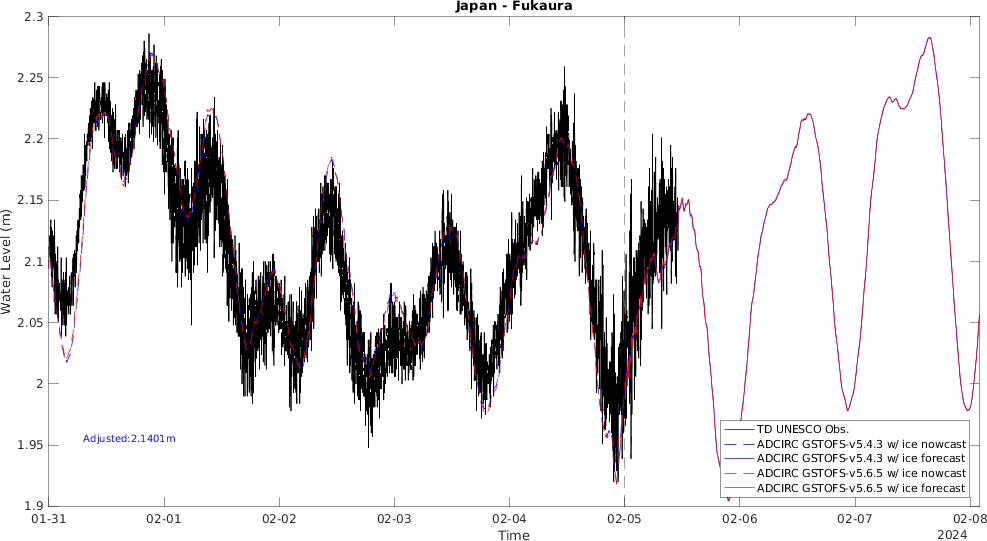 Japan - Fukaura
Water Level (m)
2.3
2.25
2.2
2.15
2.1
2.05
2
1.95
1.9
Adjusted:2.1401m
TD UNESCO Obs.
ADCIRC GSTOFS-v5.4.3 w/ ice nowcast
ADCIRC GSTOFS-v5.4.3 w/ ice forecast
ADCIRC GSTOFS-v5.6.5 w/ ice nowcast
ADCIRC GSTOFS-v5.6.5 w/ ice forecast
01-31 02-01 02-02 02-03 02-04 02-05 02-06 02-07 02-08
Time
2024